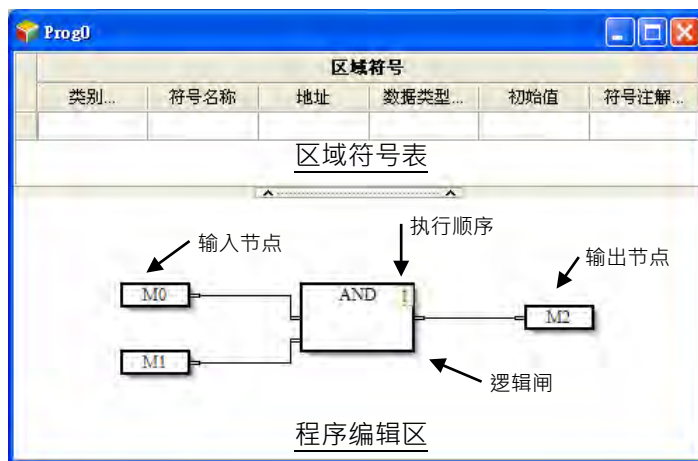 Prog0
区域符号
类别... 符号名称 地址 数据类型... 初始值 符号注解...
区域符号表
执行顺序
输入节点
输出节点
M0 AND 1
M2
M1
逻辑闸
程序编辑区